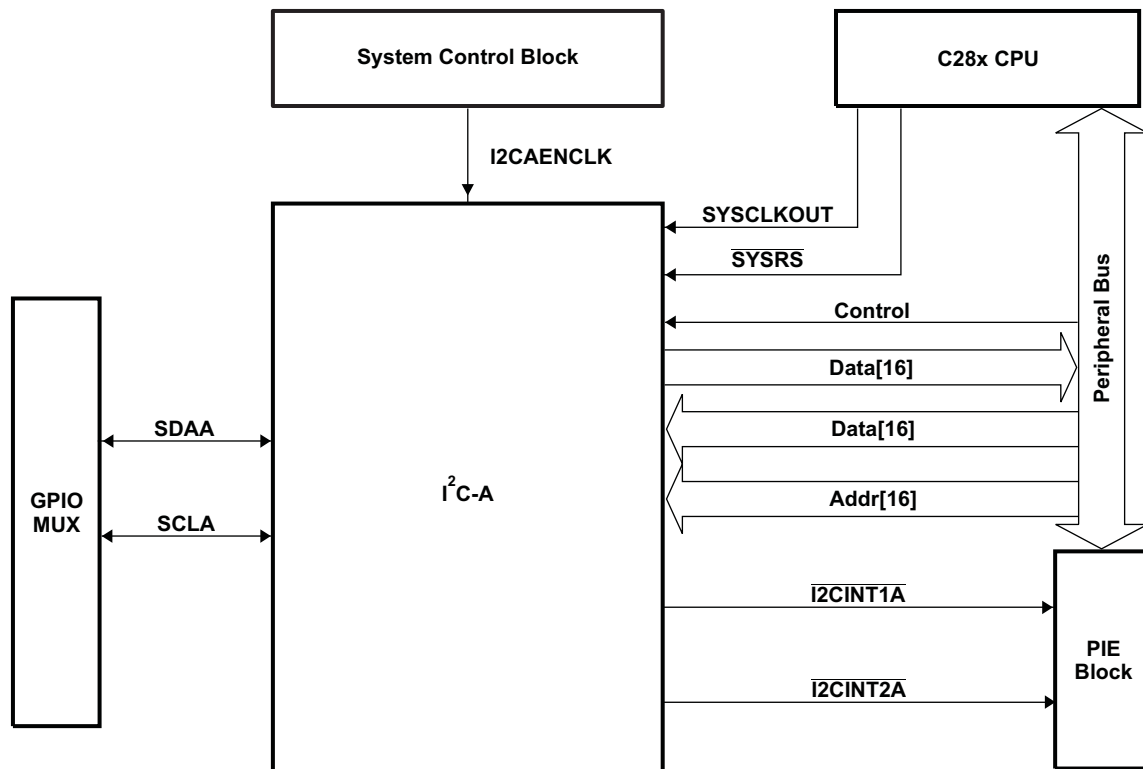 System Control Block
C28x CPU
I2CAENCLK
SYSCLKOUT
SYSRS
Control
Data[16]
Data[16]
Addr[16]
Peripheral Bus
SDAA
SCLA
GPIO
MUX
I²C-A
I2CINT1A
I2CINT2A
PIE
Block